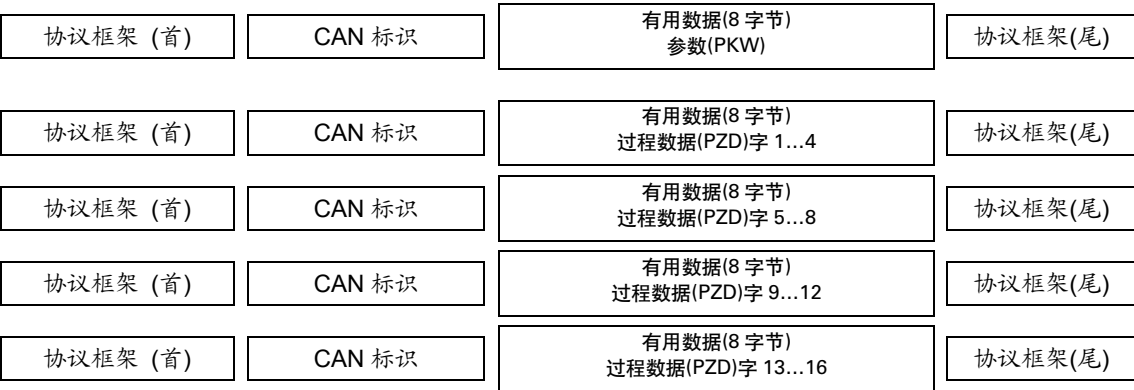 协议框架 (首) CAN 标识 有用数据(8 字节) 协议框架(尾)
参数(PKW)
协议框架 (首) CAN 标识 有用数据(8 字节) 协议框架(尾)
过程数据(PZD)字 1…4
协议框架 (首) CAN 标识 有用数据(8 字节) 协议框架(尾)
过程数据(PZD)字 5…8
协议框架 (首) CAN 标识 有用数据(8 字节) 协议框架(尾)
过程数据(PZD)字 9…12
协议框架 (首) CAN 标识 有用数据(8 字节) 协议框架(尾)
过程数据(PZD)字 13…16